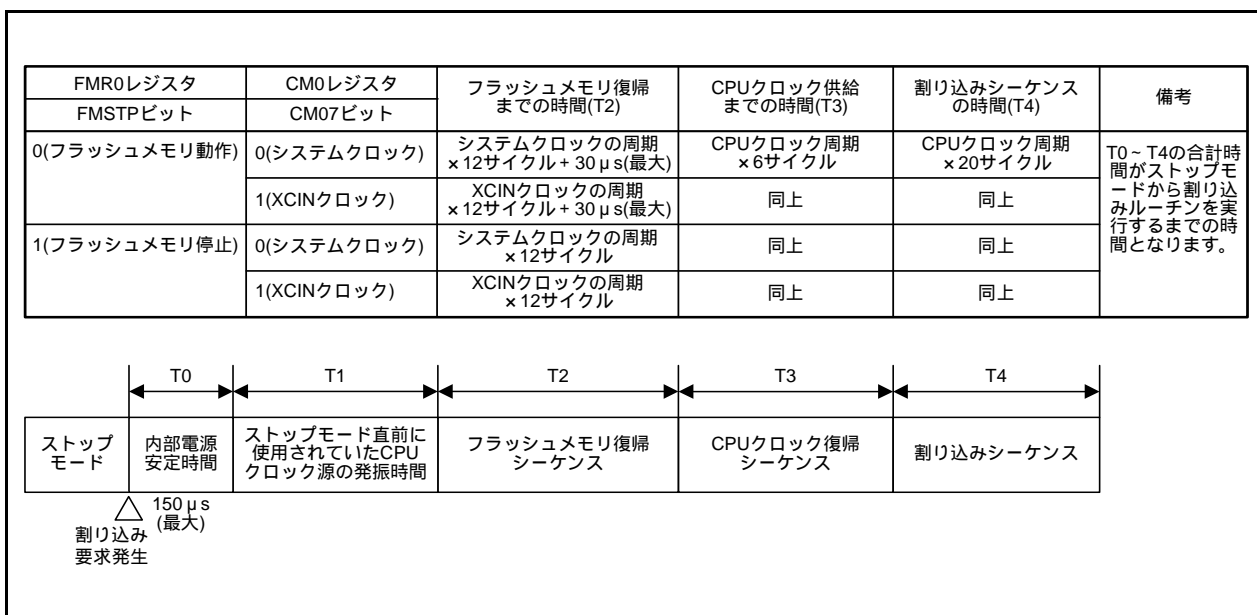 FMR0レジスタ
FMSTPビット
CM0レジスタ
CM07ビット
フラッシュメモリ復帰
までの時間(T2)
CPUクロック供給
までの時間(T3)
割り込みシーケンス
の時間(T4)
備考
0(フラッシュメモリ動作)
0(システムクロック)
システムクロックの周期
×12サイクル + 30μs(最大)
CPUクロック周期
×6サイクル
CPUクロック周期
×20サイクル
T0~T4の合計時
間がストップモ
ードから割り込
みルーチンを実
行するまでの時
間となります。
1(XCINクロック)
XCINクロックの周期
×12サイクル + 30μs(最大)
同上
同上
1(フラッシュメモリ停止)
0(システムクロック)
システムクロックの周期
×12サイクル
同上
同上
1(XCINクロック)
XCINクロックの周期
×12サイクル
同上
同上
T0
T1
T2
T3
T4
ストップ
モード
内部電源
安定時間
ストップモード直前に
使用されていたCPU
クロック源の発振時間
フラッシュメモリ復帰
シーケンス
CPUクロック復帰
シーケンス
割り込みシーケンス
150μs
(最大)
割り込み
要求発生